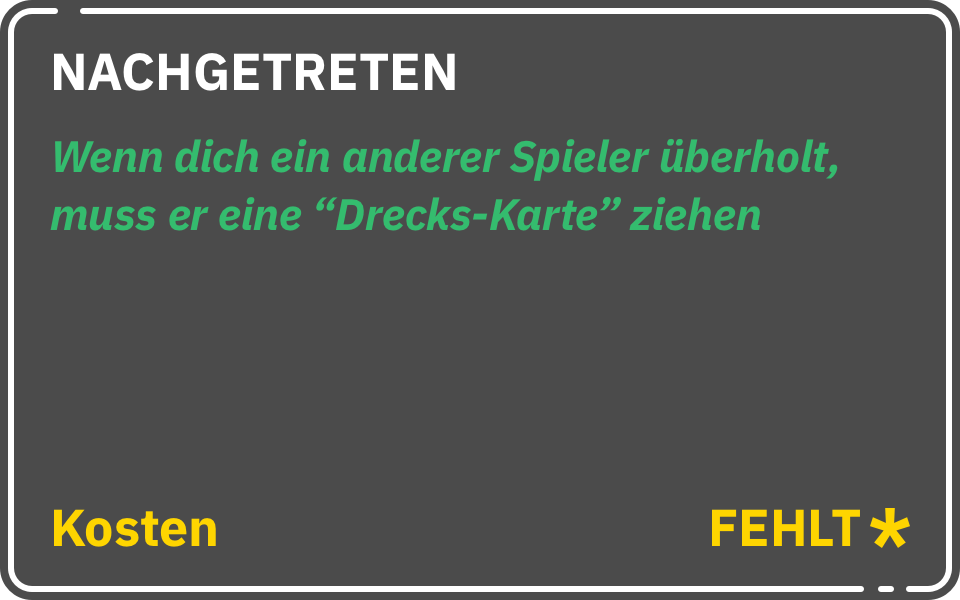 NACHGETRETEN
Wenn dich ein anderer Spieler überholt,
muss er eine “Drecks-Karte” ziehen
Kosten
FEHLT*